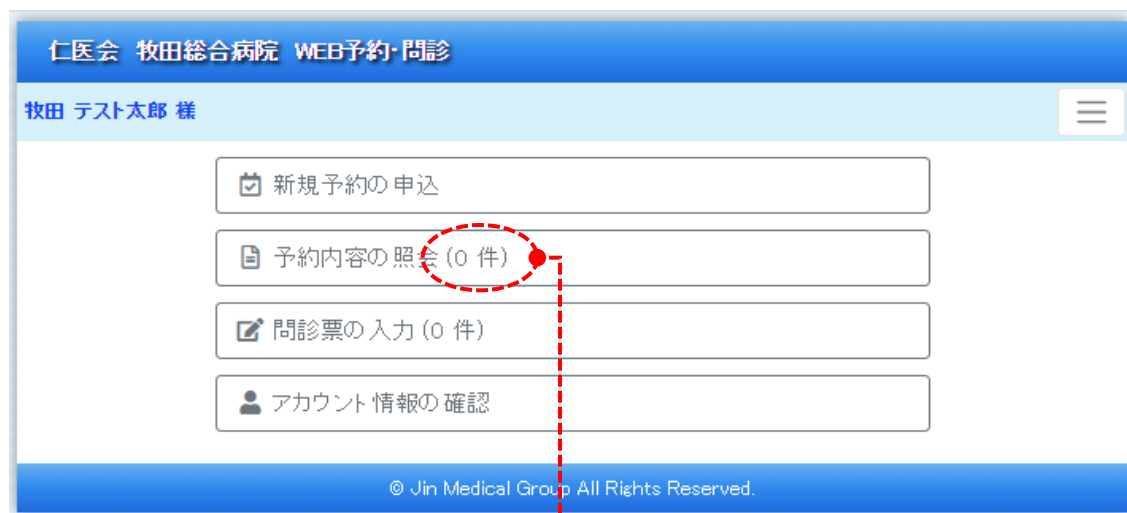 仁医会 牧田総合病院 WEB予約・問診
牧田 テスト太郎 様
新規予約の申込
予約内容の照会(0 件)
問診票の入力(0 件)
アカウント情報の確認
© Jin Medical Group All Rights Reserved.